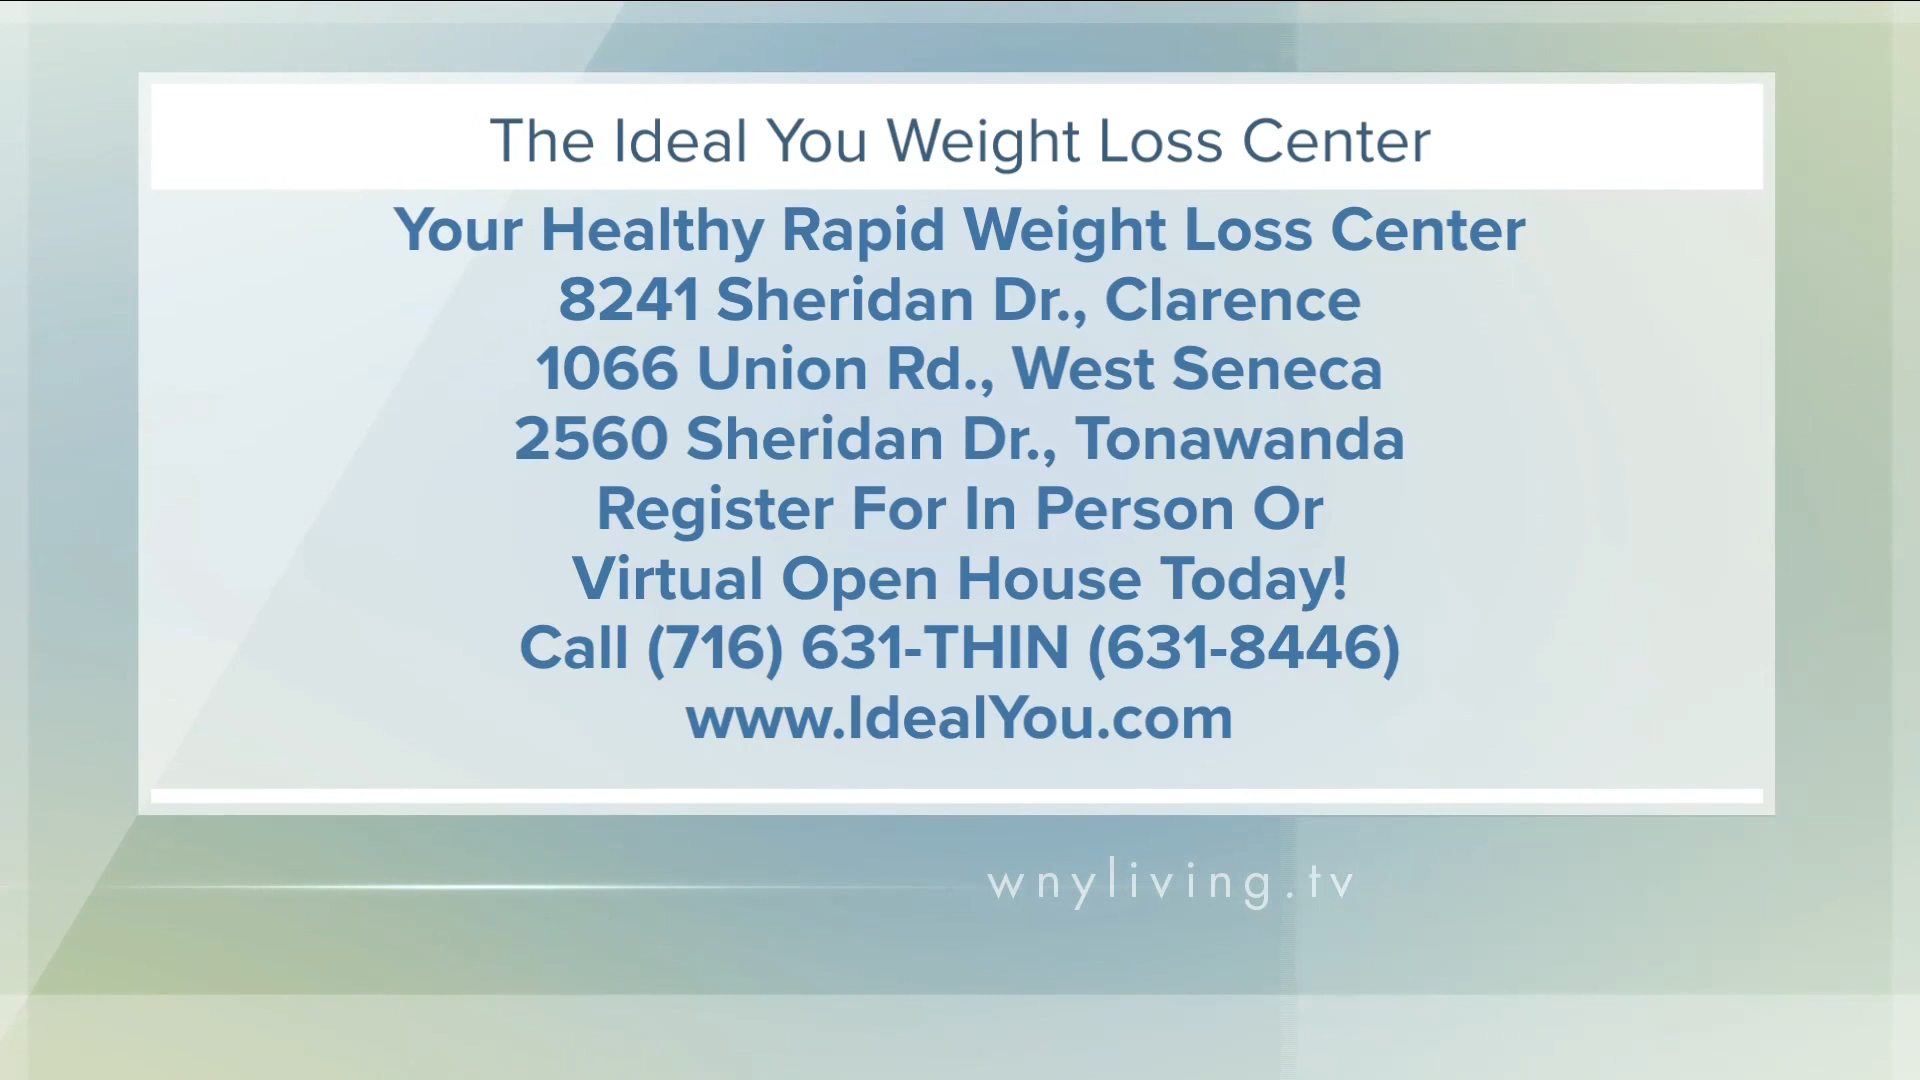 The Ideal You Weight Loss Center
Your Healthy Rapid Weight Loss Center
8241 Sheridan Dr., Clarence
1066 Union Rd., West Seneca
2560 Sheridan Dr., Tonawanda
Register For In Person Or
Virtual Open House Today!
Call (716) 631-THIN (631-8446)
www.IdealYou.com
wnyliving.tv